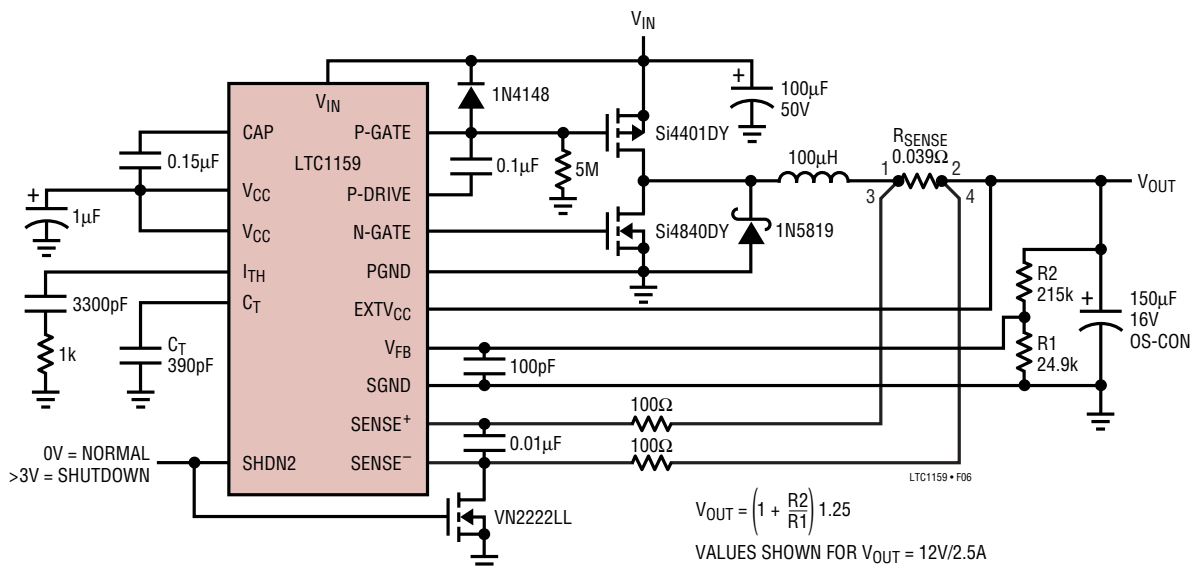 VIN
VIN
CAP
P-GATE
LTC1159
VCC
P-DRIVE
VCC
N-GATE
ITH
PGND
CT
EXTVCC
VFB
SGND
SENSE+
SHDN2
SENSE–
0.15µF
+
1µF
3300pF
1k
CT
390pF
0V = NORMAL
>3V = SHUTDOWN
1N4148
0.1µF
5M
+
100µF
50V
Si4401DY
Si4840DY
1N5819
100µH
RSENSE
0.039Ω
1
2
3
4
VOUT
R2
215k
R1
24.9k
+
150µF
16V
OS-CON
100pF
100Ω
0.01µF
100Ω
VN2222LL
LTC1159 • F06
VOUT = (1 + R2/R1) 1.25
VALUES SHOWN FOR VOUT = 12V/2.5A